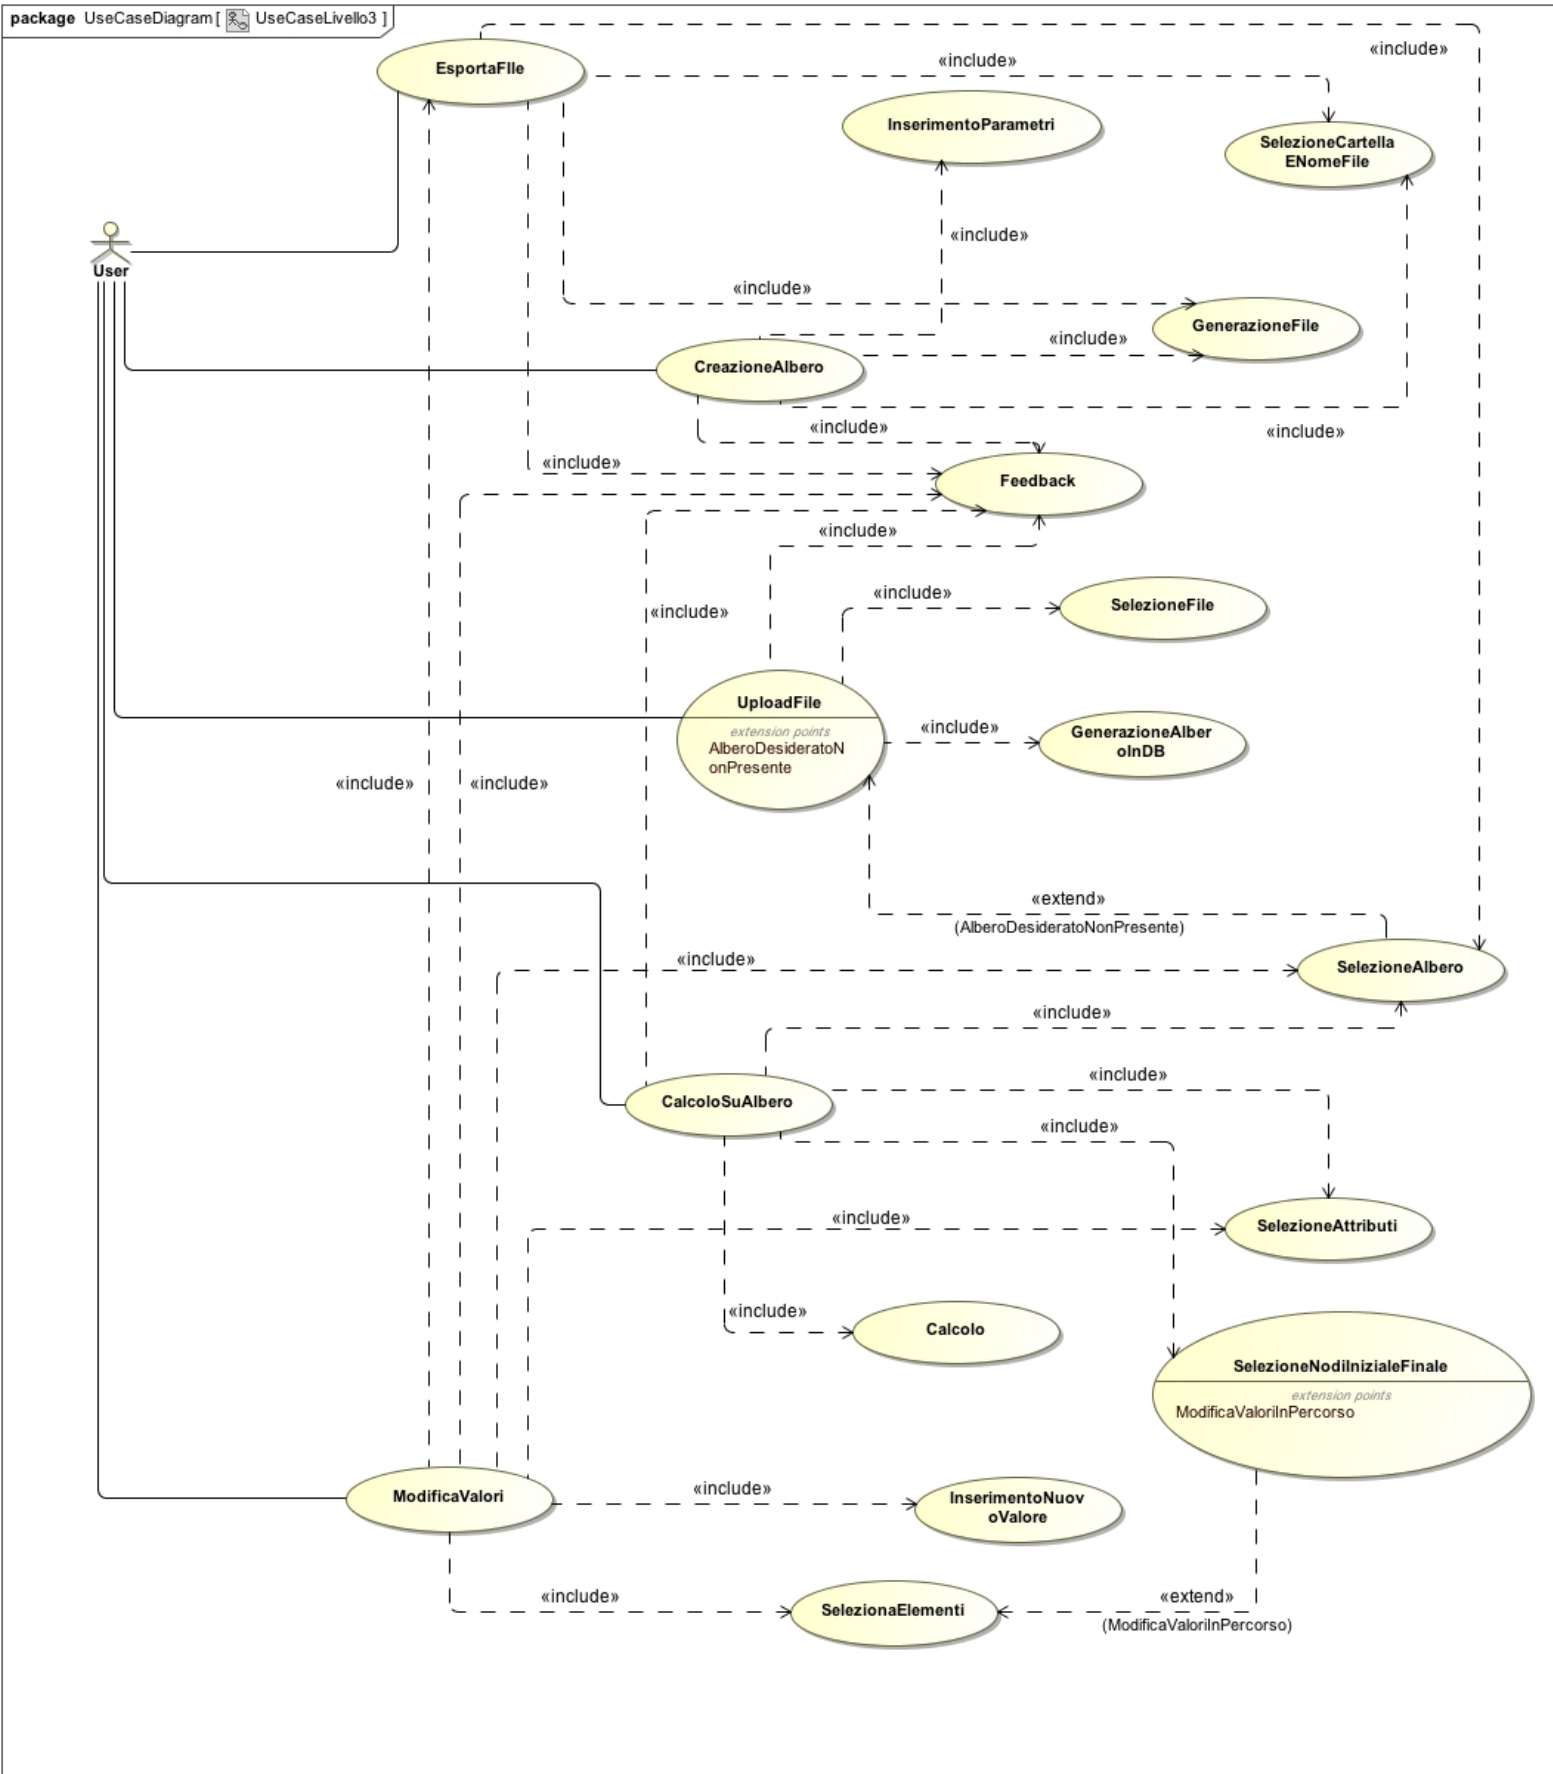 package UseCaseDiagram [ UseCaseLivello3 ]
«include»
EsportaFIle
«include»
InserimentoParametri
SelezioneCartella
ENomeFile
«include»
User
«include»
GenerazioneFile
«include»
CreazioneAlbero
«include»
«include»
«include»
Feedback
«include»
«include»
SelezioneFile
«include»
UploadFile
extension points
AlberoDesideratoN
onPresente
«include»
GenerazioneAlber
oInDB
«include»
«include»
«extend»
(AlberoDesideratoNonPresente)
«include»
SelezioneAlbero
«include»
«include»
CalcoloSuAlbero
«include»
«include»
SelezioneAttributi
«include»
Calcolo
SelezioneNodiInizialeFinale
extension points
ModificaValoriInPercorso
«include»
ModificaValori
InserimentoNuov
oValore
«include»
«extend»
SelezionaElementi
(ModificaValoriInPercorso)